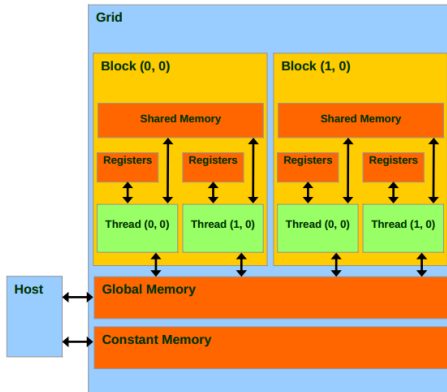 Grid
Block (0, 0)
Block (1, 0)
Shared Memory
Shared Memory
Registers
Registers
Registers
Registers
Thread (0, 0)
Thread (1, 0)
Thread (0, 0)
Thread (1, 0)
Host
Global Memory
Constant Memory